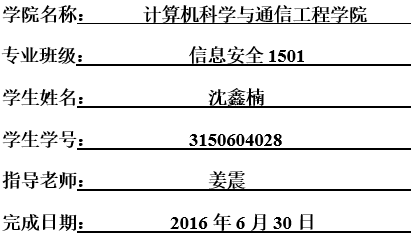 学院名称：计算机科学与通信工程学院
专业班级：信息安全 1501
学生姓名：沈鑫楠
学生学号：3150604028
指导老师：姜震
完成日期：2016 年 6 月 30 日